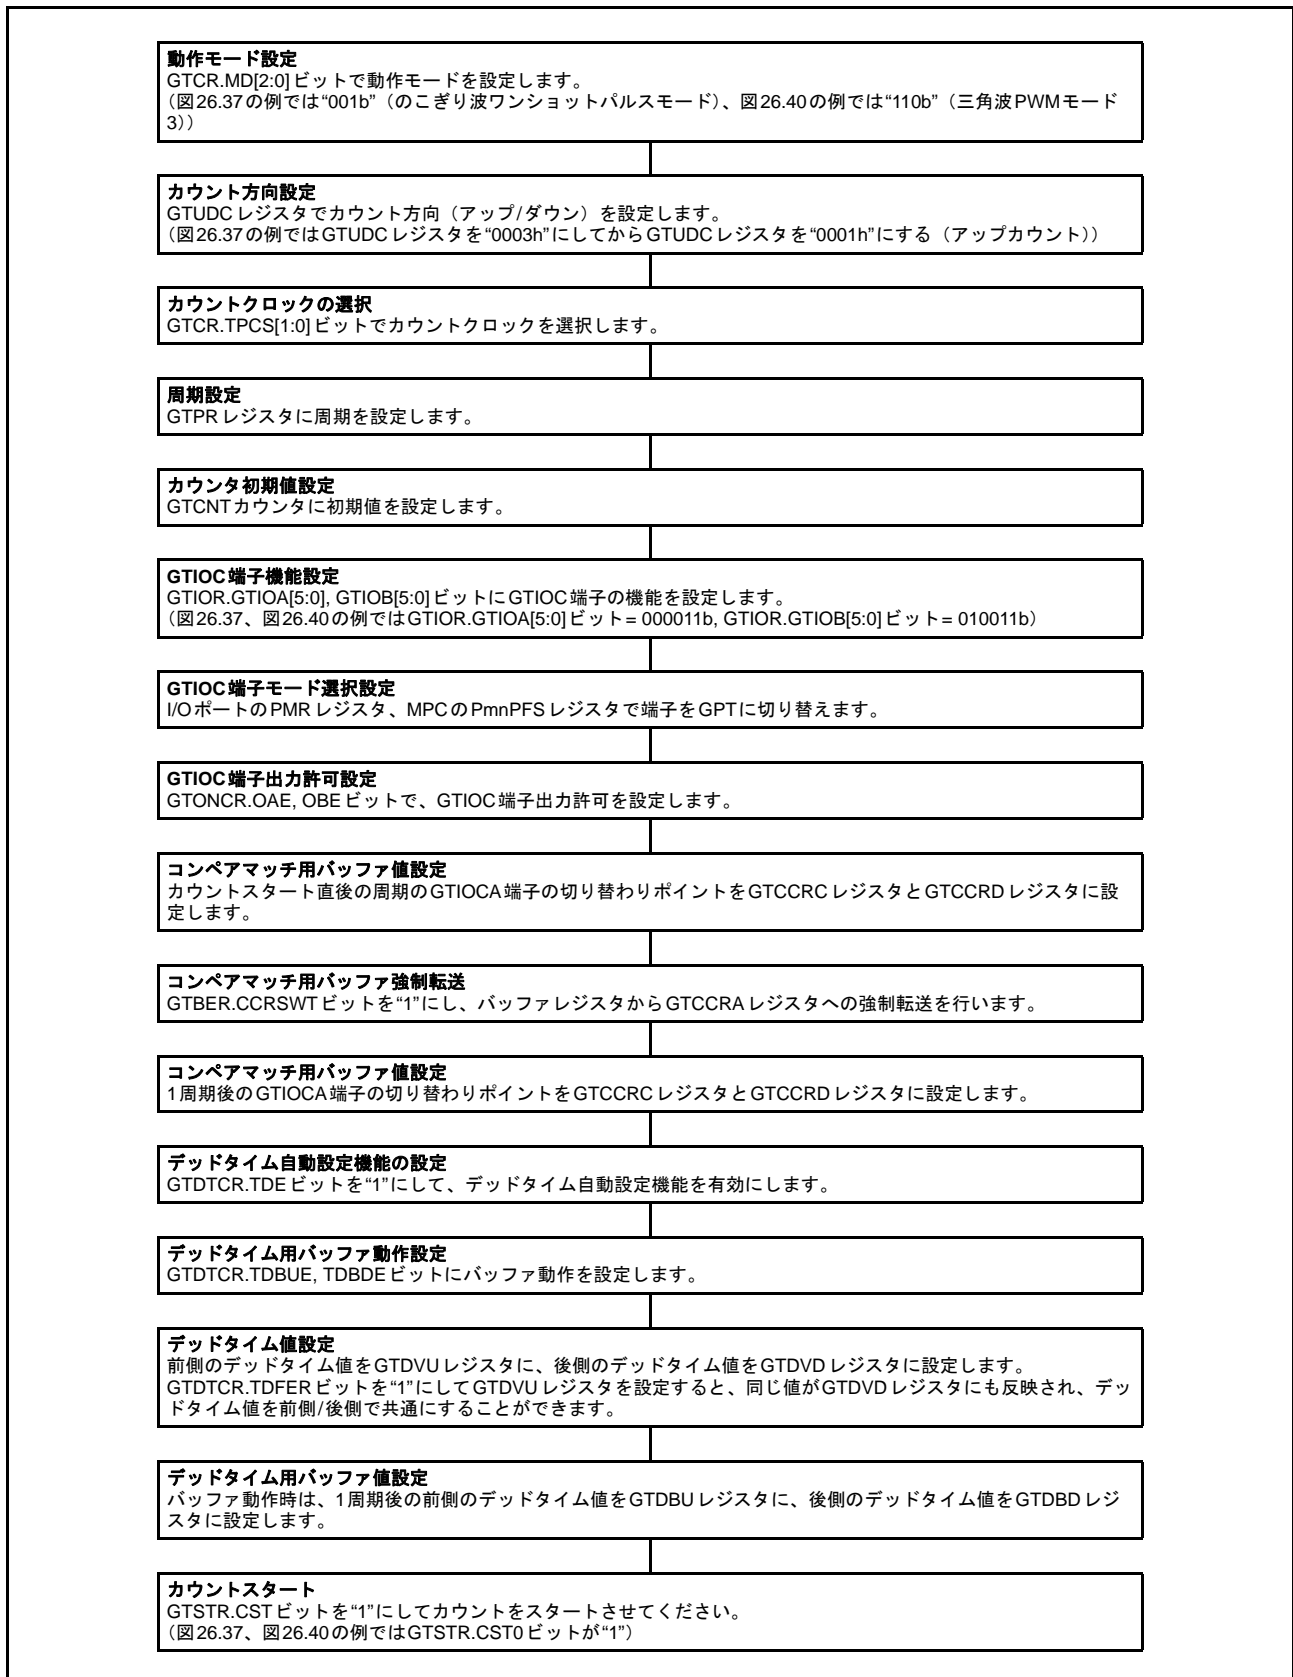 動作モード設定
GTCR.MD[2:0]ビットで動作モードを設定します。
（図26.37の例では“001b”（のこぎり波ワンショットパルスモード）、図26.40の例では“110b”（三角波PWMモード
3））
カウント方向設定
GTUDCレジスタでカウント方向（アップ/ダウン）を設定します。
（図26.37の例ではGTUDCレジスタを“0003h”にしてからGTUDCレジスタを“0001h”にする（アップカウント））
カウントクロックの選択
GTCR.TPCS[1:0]ビットでカウントクロックを選択します。
周期設定
GTPRレジスタに周期を設定します。
カウンタ初期値設定
GTCNTカウンタに初期値を設定します。
GTIOC端子機能設定
GTIOR.GTIOA[5:0], GTIOB[5:0]ビットにGTIOC端子の機能を設定します。
（図26.37、図26.40の例ではGTIOR.GTIOA[5:0]ビット= 000011b, GTIOR.GTIOB[5:0]ビット= 010011b）
GTIOC端子モード選択設定
I/OポートのPMRレジスタ、MPCのPmnPFSレジスタで端子をGPTに切り替えます。
GTIOC端子出力許可設定
GTONCR.OAE, OBEビットで、GTIOC端子出力許可を設定します。
コンペアマッチ用バッファ値設定
カウントスタート直後の周期のGTIOCA端子の切り替わりポイントをGTCCRCレジスタとGTCCRDレジスタに設
定します。
コンペアマッチ用バッファ強制転送
GTBER.CCRSWTビットを“1”にし、バッファレジスタからGTCCRAレジスタへの強制転送を行います。
コンペアマッチ用バッファ値設定
1周期後のGTIOCA端子の切り替わりポイントをGTCCRCレジスタとGTCCRDレジスタに設定します。
デッドタイム自動設定機能の設定
GTDTCR.TDEビットを“1”にして、デッドタイム自動設定機能を有効にします。
デッドタイム用バッファ動作設定
GTDTCR.TDBUE, TDBDEビットにバッファ動作を設定します。
デッドタイム値設定
前側のデッドタイム値をGTDVUレジスタに、後側のデッドタイム値をGTDVDレジスタに設定します。
GTDTCR.TDFERビットを“1”にしてGTDVUレジスタを設定すると、同じ値がGTDVDレジスタにも反映され、デッ
ドタイム値を前側/後側で共通にすることができます。
デッドタイム用バッファ値設定
バッファ動作時は、1周期後の前側のデッドタイム値をGTDBUレジスタに、後側のデッドタイム値をGTDBDレジ
スタに設定します。
カウントスタート
GTSTR.CSTビットを“1”にしてカウントをスタートさせてください。
（図26.37、図26.40の例ではGTSTR.CST0ビットが“1”）